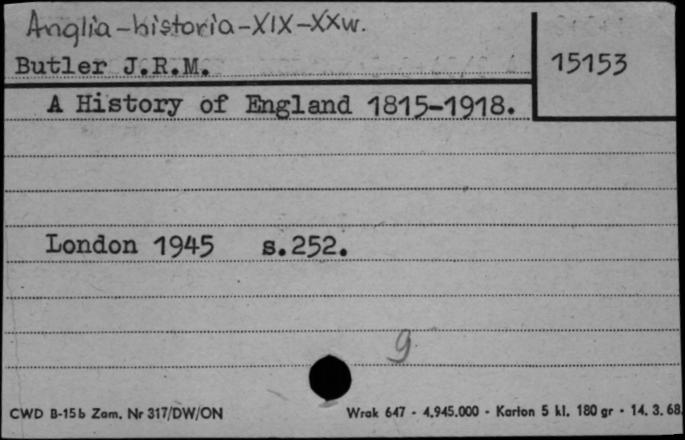 Anglia-historia-XIX-XXw.
Butler J.R.M.
15153
A History of England 1815-1918.
London 1945 s.252.
9
CWD B-15b Zam. Nr 317/DW/ON Wrak 647 - 4.945.000 - Karton 5 kl. 180 gr - 14. 3. 68.